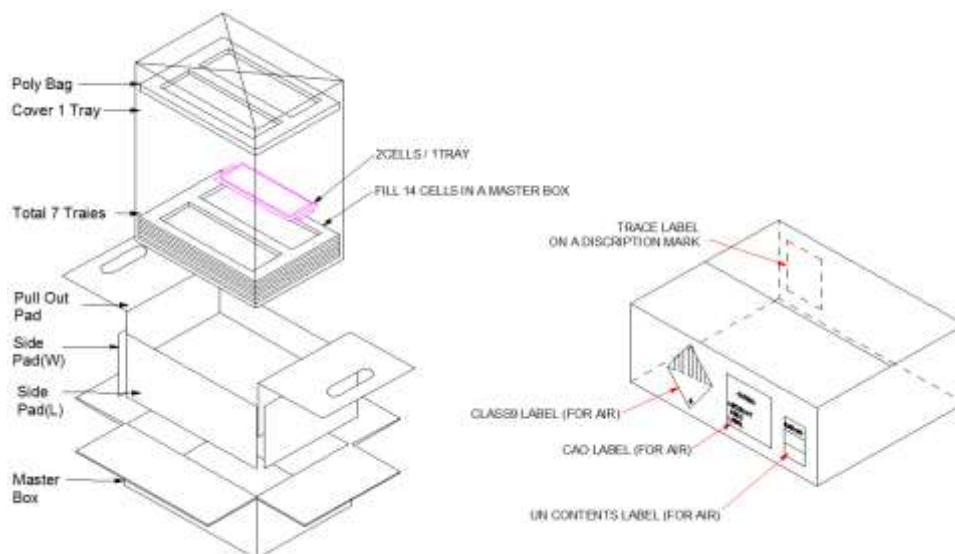 Poly Bag
Cover 1 Tray
2CELLS / 1TRAY
FILL 14 CELLS IN A MASTER BOX
Total 7 Traies
Pull Out
Pad
Side
Pad(W)
Side
Pad(L)
Master
Box
TRACE LABEL
ON A DISCRIPTION MARK
CLASS9 LABEL (FOR AIR)
CAO LABEL (FOR AIR)
UN CONTENTS LABEL (FOR AIR)